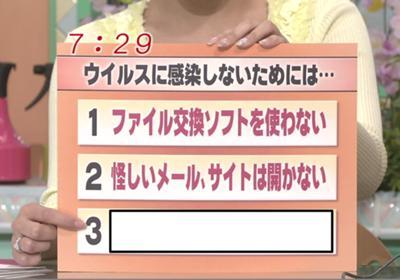 7:29
ウイルスに感染しないためには…
1 ファイル交換ソフトを使わない
2 怪しいメール、サイトは開かない
3